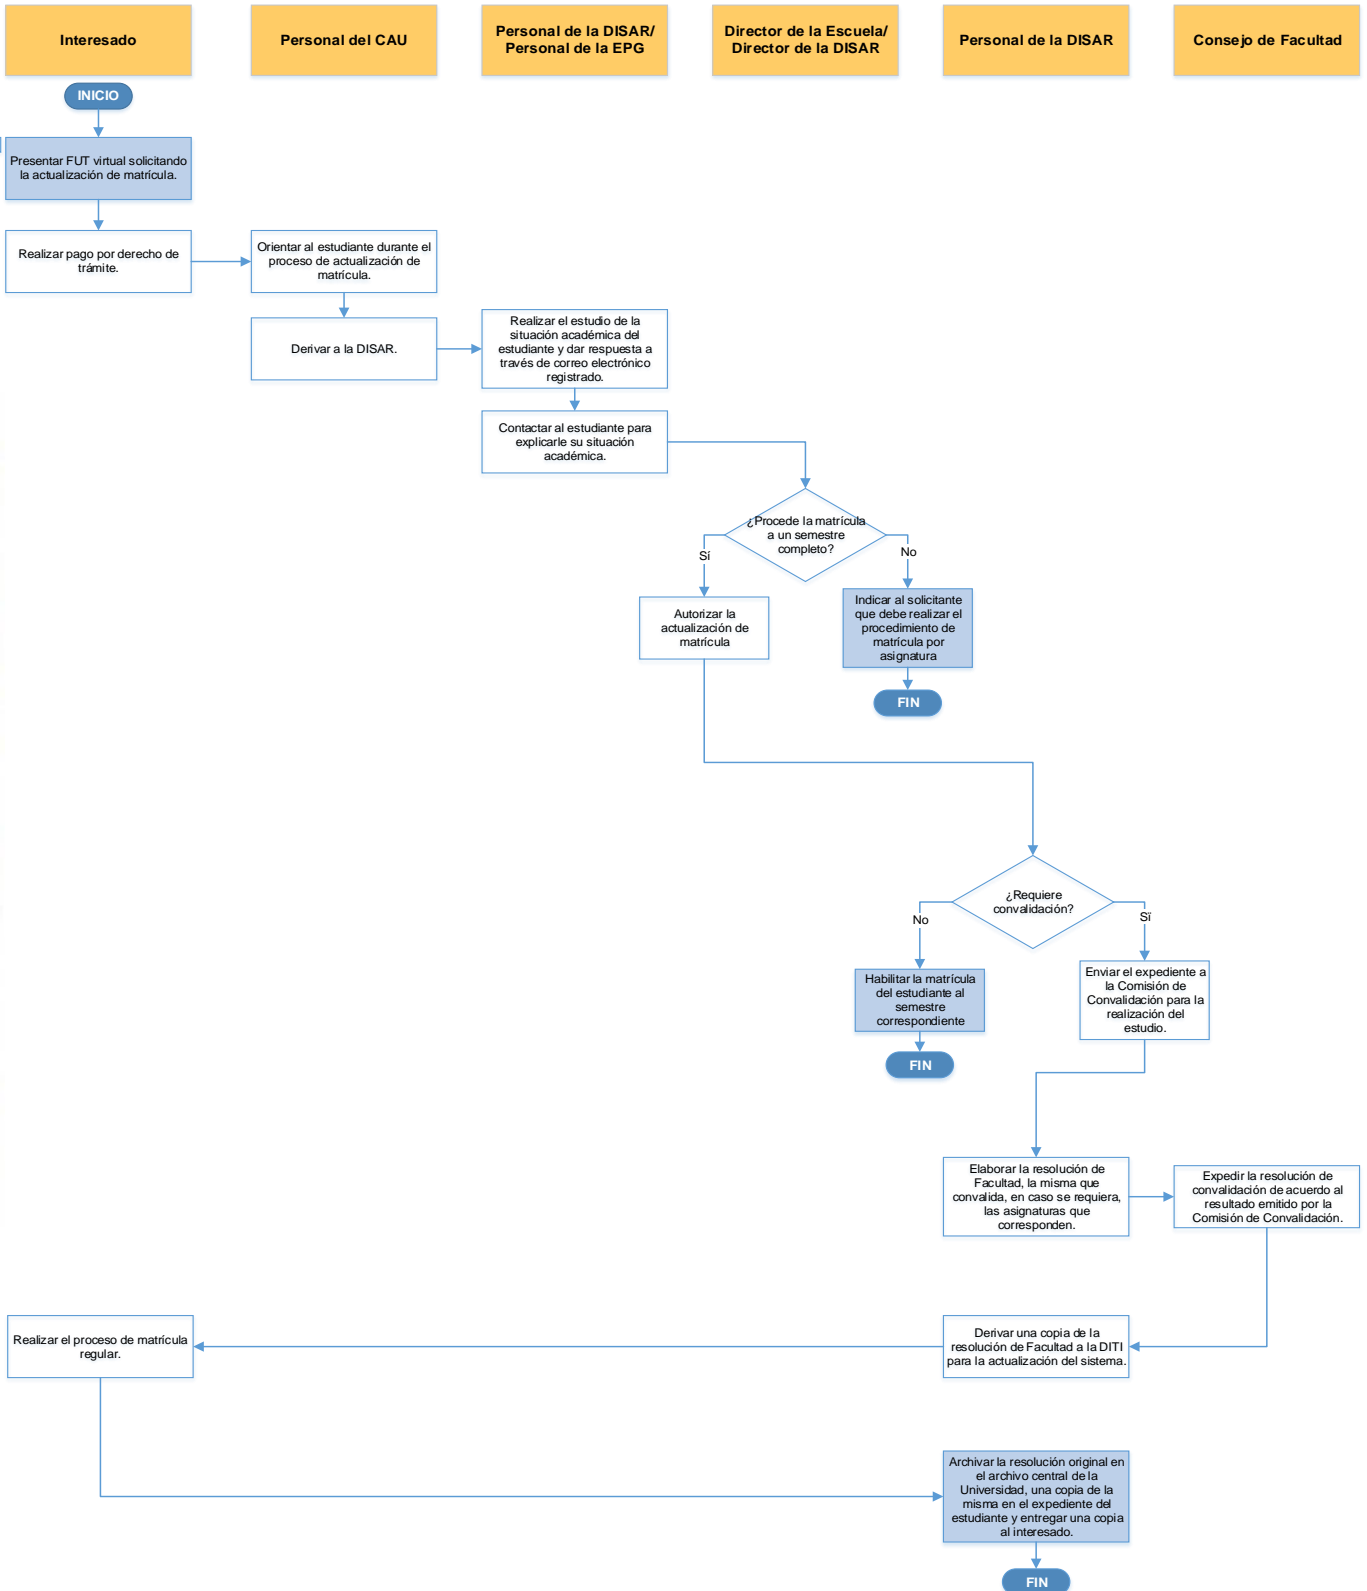 Interesado
Personal del CAU
Personal de la DISAR/
Personal de la EPG
Director de la Escuela/
Director de la DISAR
Personal de la DISAR
Consejo de Facultad
INICIO
Presentar FUT virtual solicitando
la actualización de matrícula.
Realizar pago por derecho de
trámite.
Orientar al estudiante durante el
proceso de actualización de
matrícula.
Derivar a la DISAR.
Realizar el estudio de la
situación académica del
estudiante y dar respuesta a
través de correo electrónico
registrado.
Contactar al estudiante para
explicarle su situación
académica.
¿Procede la matrícula
a un semestre
completo?
Sí
No
Autorizar la
actualización de
matrícula
Indicar al solicitante
que debe realizar el
procedimiento de
matrícula por
asignatura
FIN
¿Requiere
convalidación?
No
Sï
Habilitar la matrícula
del estudiante al
semestre
correspondiente
FIN
Enviar el expediente a
la Comisión de
Convalidación para la
realización del
estudio.
Elaborar la resolución de
Facultad, la misma que
convalida, en caso se requiera,
las asignaturas que
corresponden.
Expedir la resolución de
convalidación de acuerdo al
resultado emitido por la
Comisión de Convalidación.
Derivar una copia de la
resolución de Facultad a la DITI
para la actualización del sistema.
Realizar el proceso de matrícula
regular.
Archivar la resolución original en
el archivo central de la
Universidad, una copia de la
misma en el expediente del
estudiante y entregar una copia
al interesado.
FIN